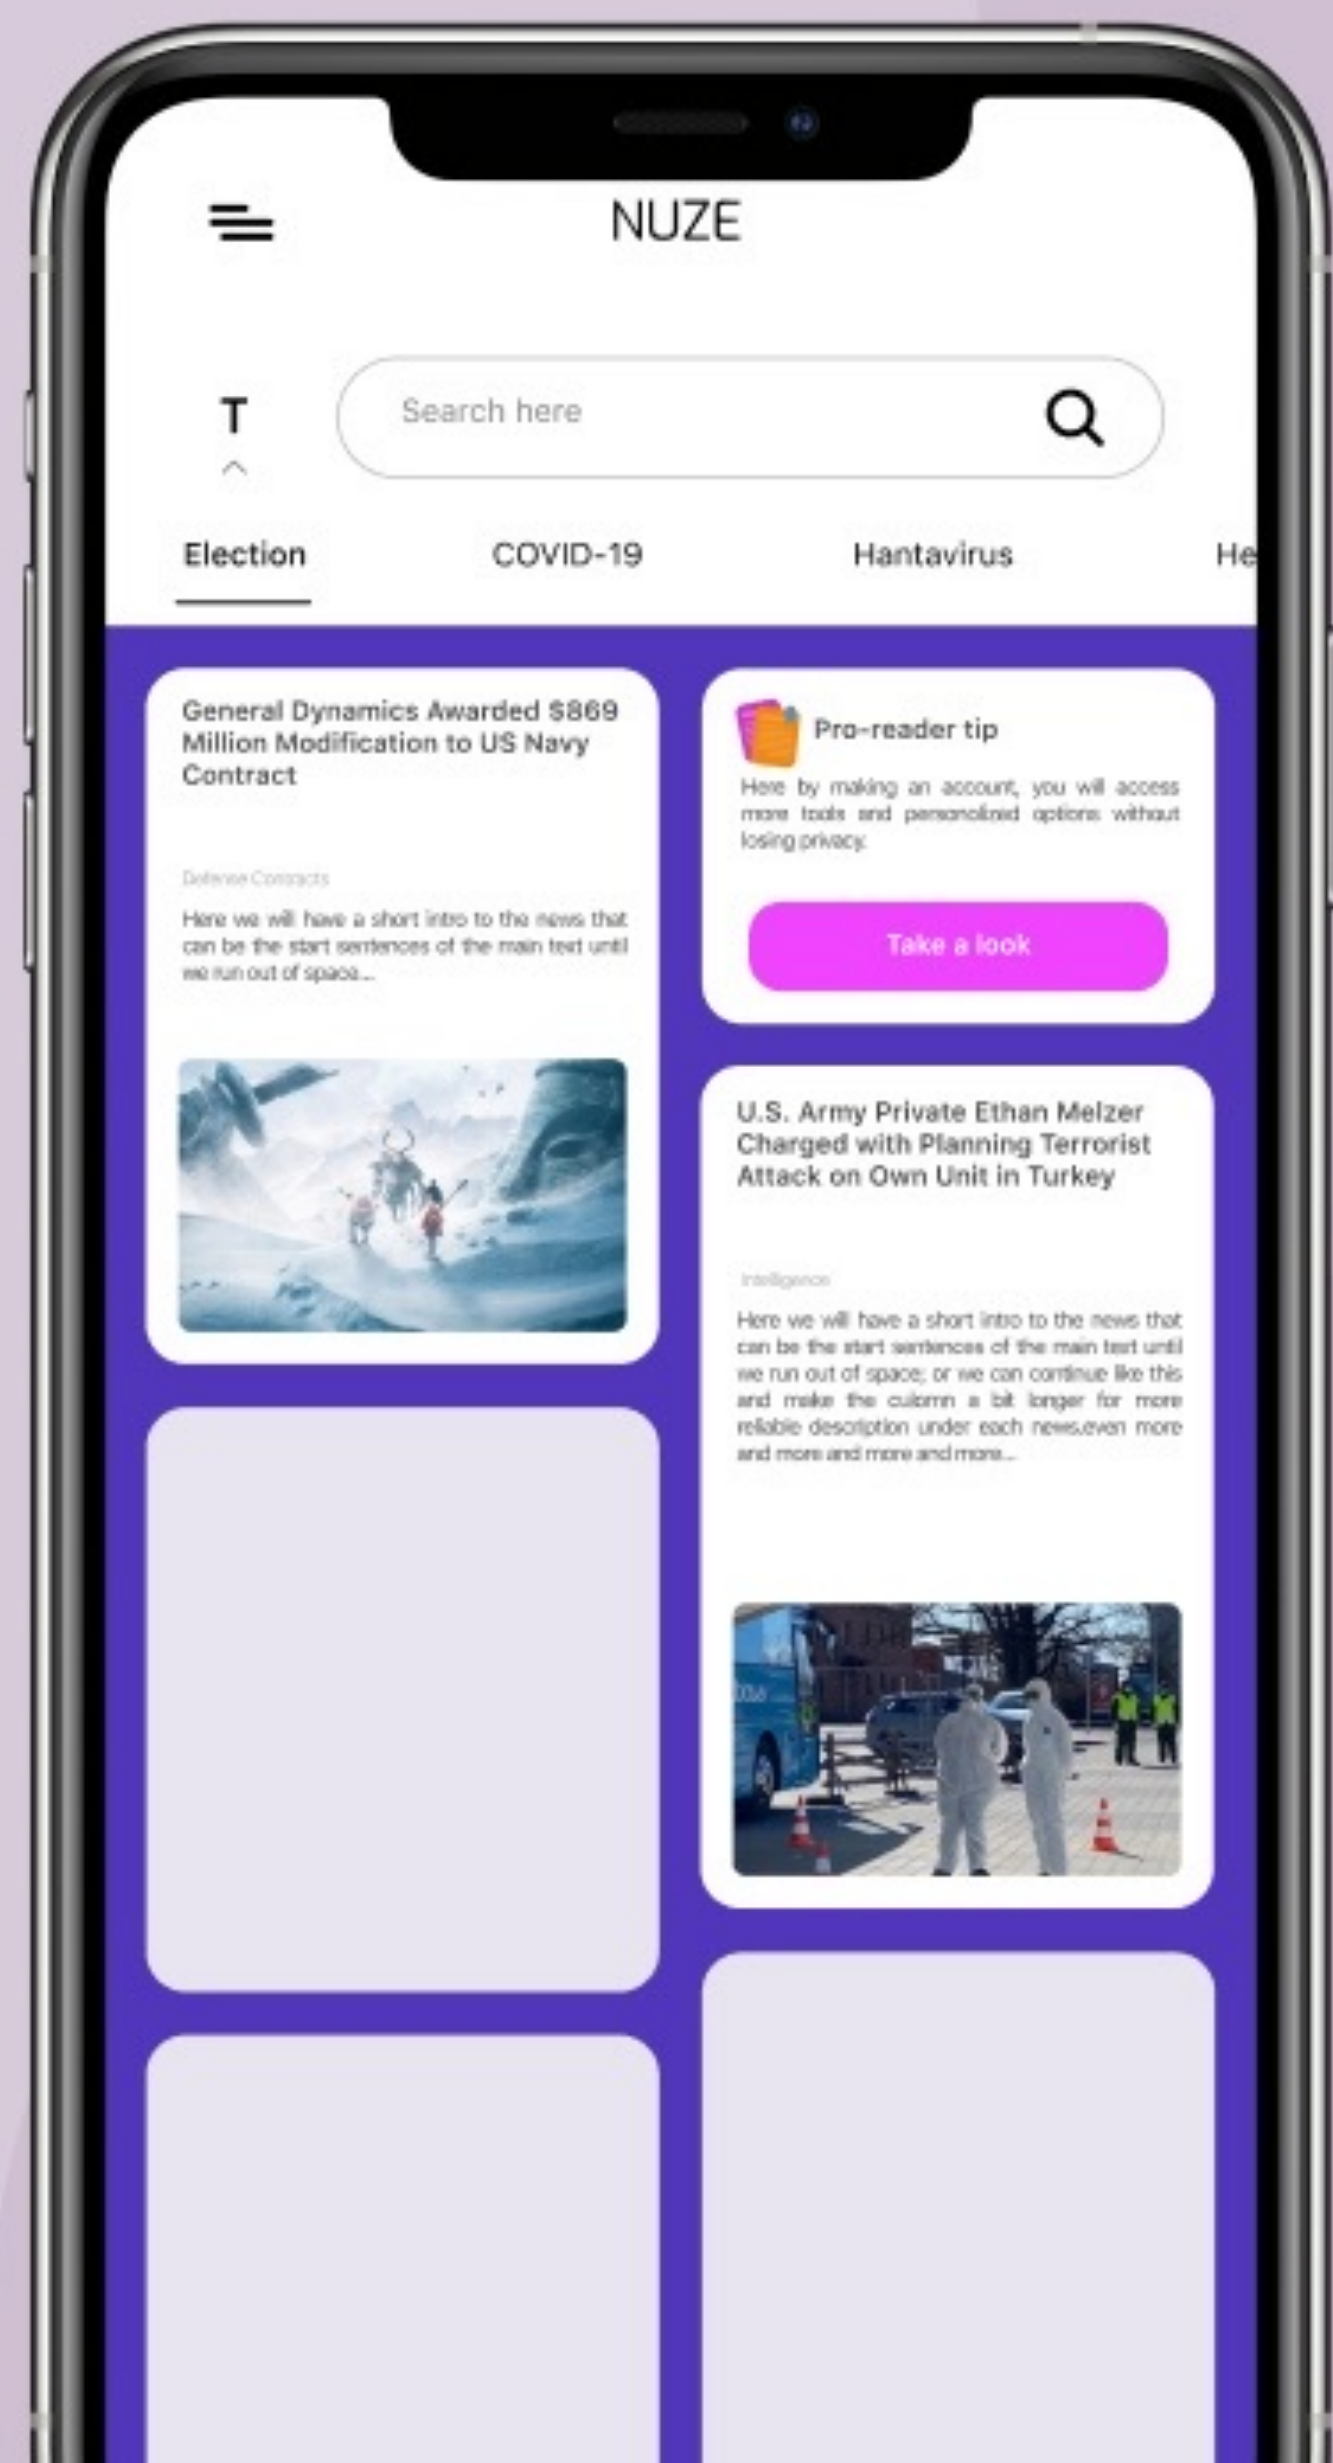 NUZE
T
Search here
Election
COVID-19
Hantavirus
He
General Dynamics Awarded $869
Million Modification to US Navy
Contract
Defense Contracts
Here we will have a short intro to the news that
can be the start sentences of the main text until
we run out of space...
Pro-reader tip
Here by making an account, you will access
more tools and personalized options without
losing privacy.
Take a look
U.S. Army Private Ethan Melzer
Charged with Planning Terrorist
Attack on Own Unit in Turkey
Intelligence
Here we will have a short intro to the news that
can be the start sentences of the main text until
we run out of space; or we can continue like this
and make the culomn a bit longer for more
reliable description under each news.even more
and more and more and more...